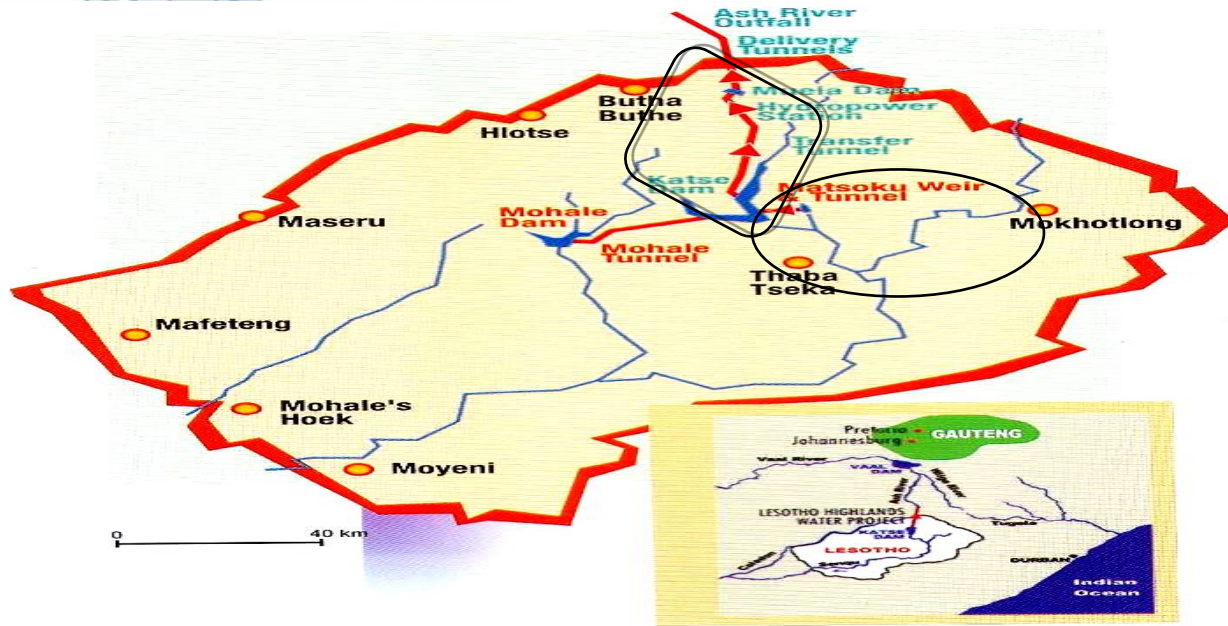 Ash River
Outfall
Delivery
Tunnels
Muela Dam
Hydropower
Station
Transfer
Tunnel
Butha
Buthe
Hlotse
Katse
Dam
Matsoku Weir
& Tunnel
Mokhotlong
Maseru
Mohale
Dam
Mohale
Tunnel
Thaba
Tseka
Mafeteng
Mohale's
Hoek
Moyeni
0 40 km
Pretoria
Johannesburg
GAUTENG
Vaal River
VAAL
DAM
Ash River
Wilge River
LESOTHO HIGHLANDS
WATER PROJECT
Tugela
KATSE
DAM
LESOTHO
Caledon
Senqu
DURBAN
Indian
Ocean